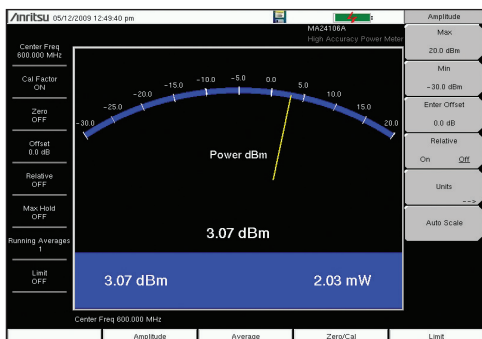 Anritsu 05/12/2009 12:49:40 pm
MA24106A
High Accuracy Power Meter
Center Freq
600.000 MHz
Cal Factor
ON
Zero
OFF
Offset
0.0 dB
Relative
OFF
Max Hold
OFF
Running Averages
1
Limit
OFF
-30.0
-25.0
-20.0
-15.0
-10.0
-5.0
0.0
5.0
10.0
15.0
20.0
Power dBm
3.07 dBm
3.07 dBm 2.03 mW
Center Freq 600.000 MHz
Amplitude
Max
20.0 dBm
Min
-30.0 dBm
Enter Offset
0.0 dB
Relative
On Off
Units
-->
Auto Scale
Amplitude Average Zero/Cal Limit